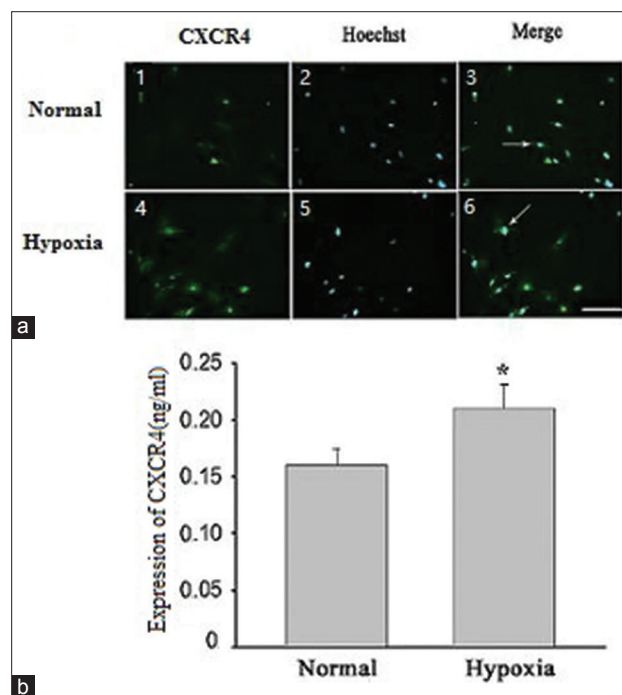 CXCR4 Hoechst Merge
Normal 1 2 3
Hypoxia 4 5 6
a
0.25
*
0.20
0.15
0.10
0.05
0
Expression of CXCR4(ng/ml)
Normal Hypoxia
b